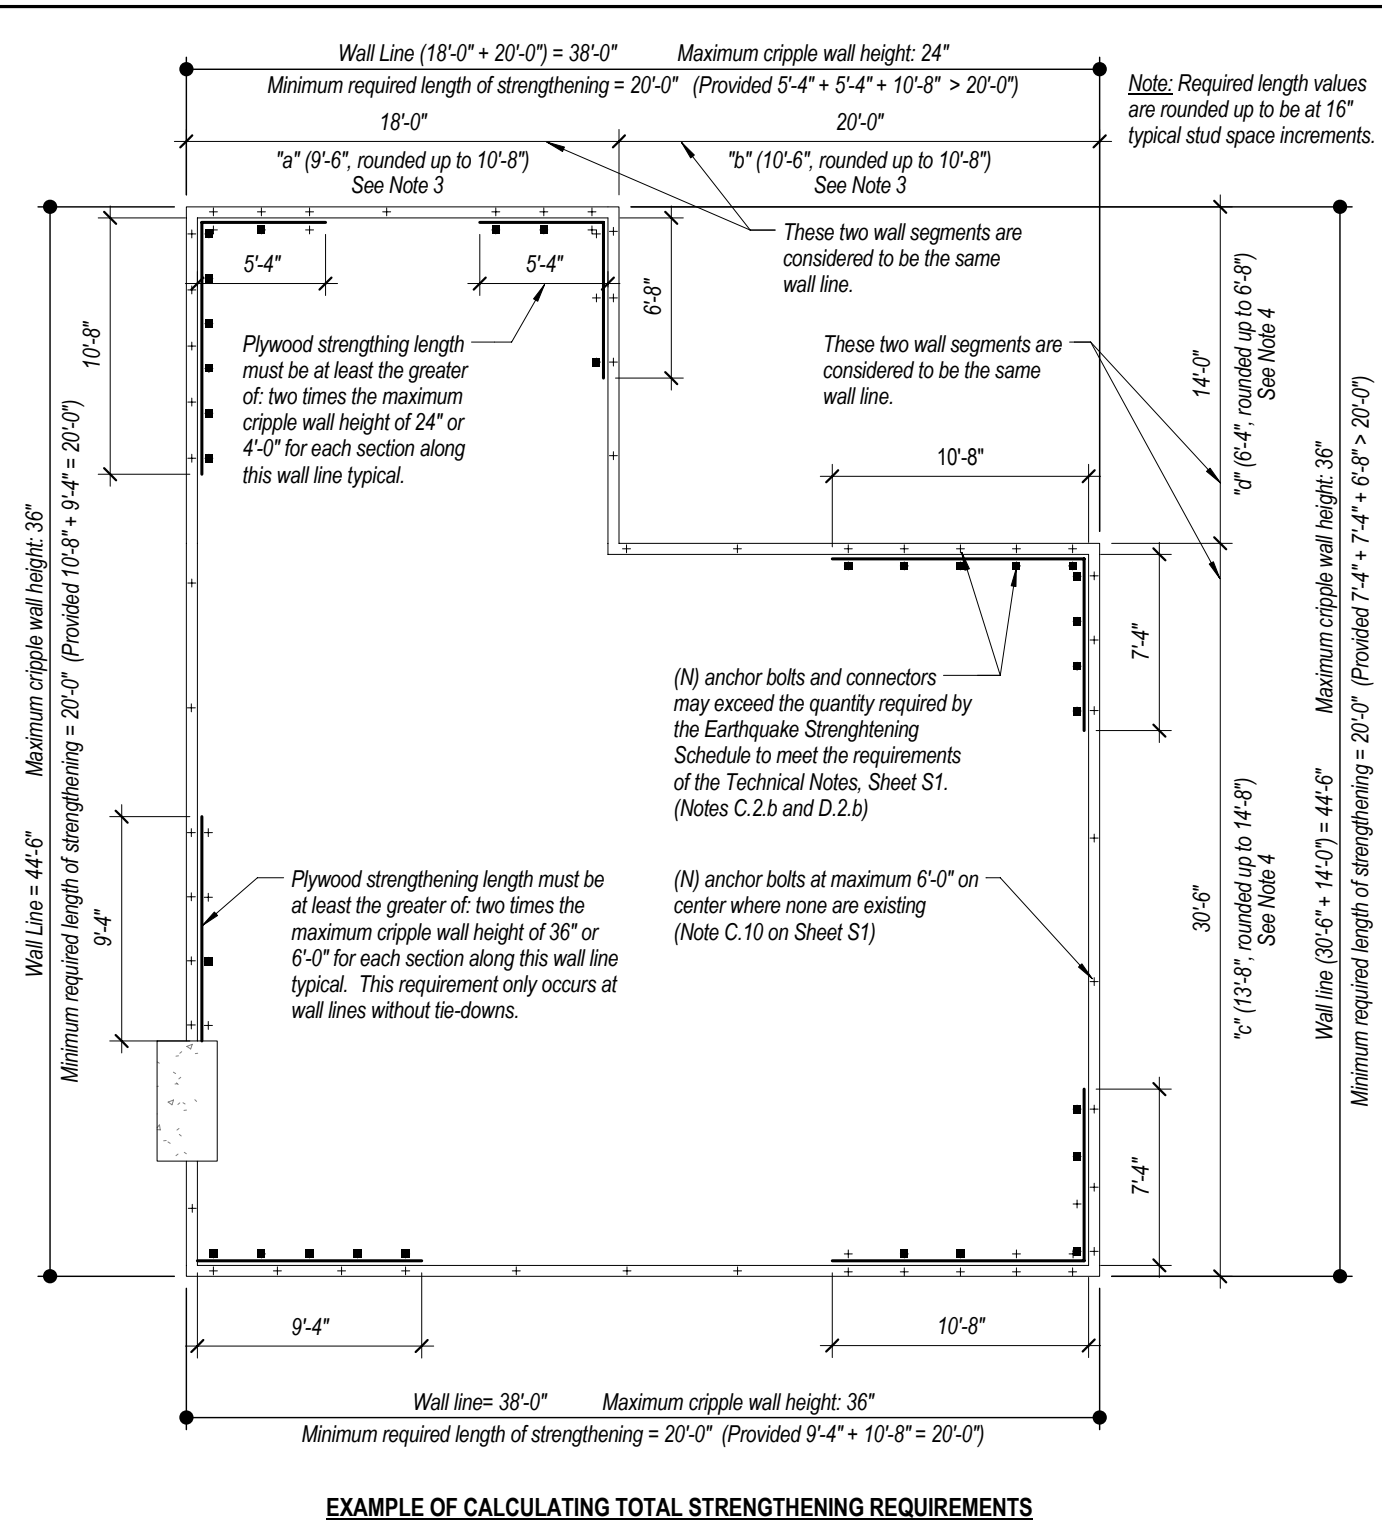 Wall Line (18'-0" + 20'-0") = 38'-0" Maximum cripple wall height: 24"
Minimum required length of strengthening = 20'-0" (Provided 5'-4" + 5'-4" + 10'-8" > 20'-0")
Note: Required length values
are rounded up to be at 16"
typical stud space increments.
18'-0"
20'-0"
"a" (9'-6", rounded up to 10'-8")
See Note 3
"b" (10'-6", rounded up to 10'-8")
See Note 3
These two wall segments are
considered to be the same
wall line.
5'-4"
5'-4"
6'-8"
10'-8"
Plywood strengthing length
must be at least the greater
of: two times the maximum
cripple wall height of 24" or
4'-0" for each section along
this wall line typical.
These two wall segments are
considered to be the same
wall line.
10'-8"
14'-0"
"d" (6'-4", rounded up to 6'-8")
See Note 4
Wall Line = 44'-6" Maximum cripple wall height: 36"
Minimum required length of strengthening = 20'-0" (Provided 10'-8" + 9'-4" = 20'-0")
7'-4"
(N) anchor bolts and connectors
may exceed the quantity required by
the Earthquake Strenghtening
Schedule to meet the requirements
of the Technical Notes, Sheet S1.
(Notes C.2.b and D.2.b)
Wall line (30'-6" + 14'-0") = 44'-6" Maximum cripple wall height: 36"
Minimum required length of strengthening = 20'-0" (Provided 7'-4" + 7'-4" + 6'-8" > 20'-0")
9'-4"
Plywood strengthening length must be
at least the greater of: two times the
maximum cripple wall height of 36" or
6'-0" for each section along this wall line
typical. This requirement only occurs at
wall lines without tie-downs.
(N) anchor bolts at maximum 6'-0" on
center where none are existing
(Note C.10 on Sheet S1)
30'-6"
"c" (13'-8", rounded up to 14'-8")
See Note 4
7'-4"
9'-4"
10'-8"
Wall line= 38'-0" Maximum cripple wall height: 36"
Minimum required length of strengthening = 20'-0" (Provided 9'-4" + 10'-8" = 20'-0")
EXAMPLE OF CALCULATING TOTAL STRENGTHENING REQUIREMENTS